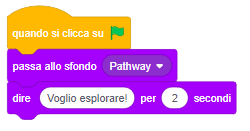 quando si clicca su
passa allo sfondo Pathway
dire Voglio esplorare! per 2 secondi